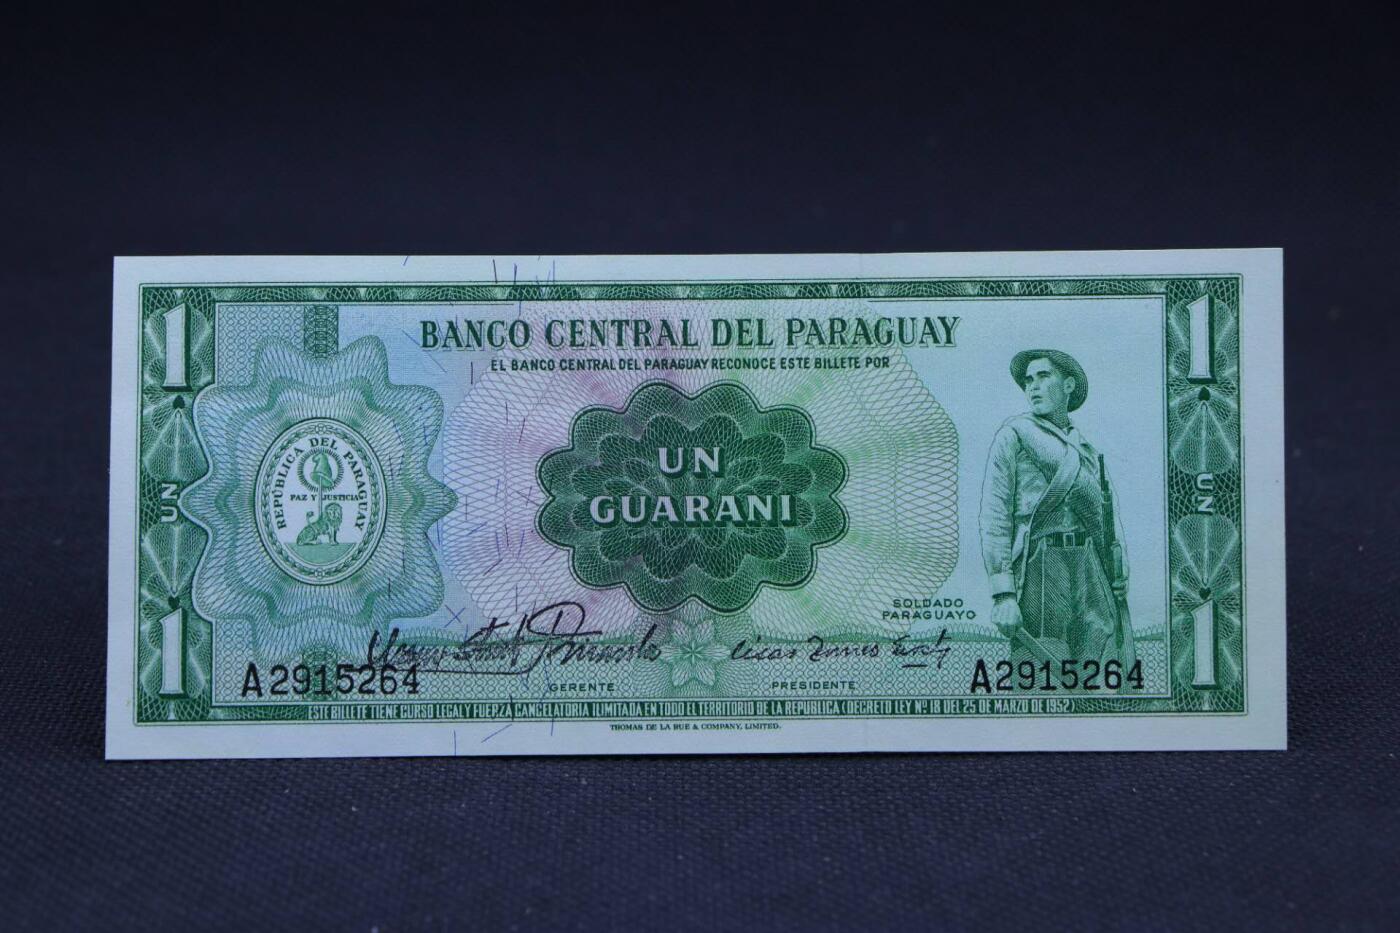 1
1
BANCO CENTRAL DEL PARAGUAY
EL BANCO CENTRAL DEL PARAGUAY RECONOCE ESTE BILLETE POR
REPÚBLICA DEL PARAGUAY
PAZ Y JUSTICIA
UN
GUARANI
UN
UN
SOLDADO
PARAGUAYO
1
1
A2915264
A2915264
GERENTE
PRESIDENTE
ESTE BILLETE TIENE CURSO LEGAL Y FUERZA CANCELATORIA ILIMITADA EN TODO EL TERRITORIO DE LA REPUBLICA (DECRETO LEY Nº 18 DEL 25 DE MARZO DE 1952)
THOMAS DE LA RUE & COMPANY, LIMITED.